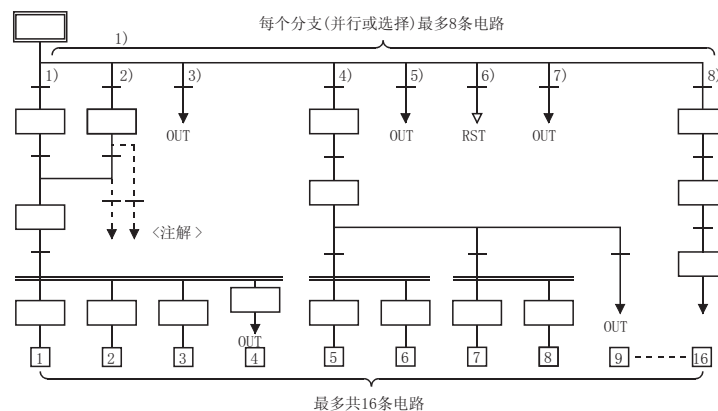 每个分支(并行或选择)最多8条电路
1)
1) 2) 3) 4) 5) 6) 7) 8)
OUT OUT RST OUT
<注解>
OUT
OUT
1 2 3 4 5 6 7 8 9 16
最多共16条电路